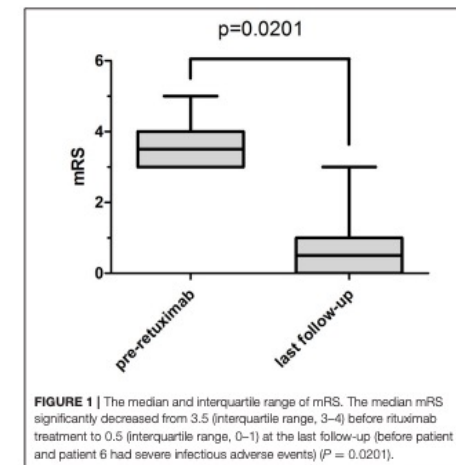 p=0.0201
6
4
2
0
mRS
pre-retuximab
last follow-up
FIGURE 1 | The median and interquartile range of mRS. The median mRS
significantly decreased from 3.5 (interquartile range, 3–4) before rituximab
treatment to 0.5 (interquartile range, 0–1) at the last follow-up (before patient
and patient 6 had severe infectious adverse events) (P = 0.0201).